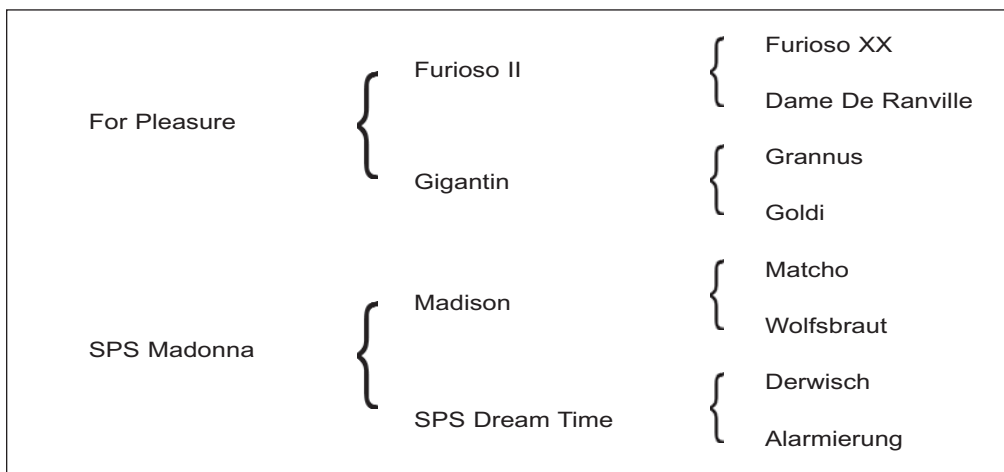 Furioso XX
Furioso II
Dame De Ranville
For Pleasure
Grannus
Gigantin
Goldi
Matcho
Madison
Wolfsbraut
SPS Madonna
Derwisch
SPS Dream Time
Alarmierung